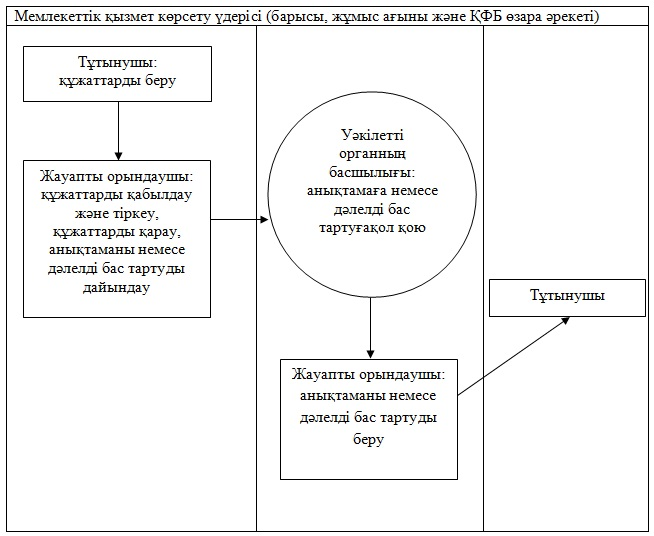 Мемлекеттік қызмет көрсету үдерісі (барысы, жұмыс ағыны және ҚФБ өзара әрекеті)
Тұтынушы:
құжаттарды беру
Жауапты орындаушы:
құжаттарды қабылдау
және тіркеу,
құжаттарды қарау,
анықтаманы немесе
дәлелді бас тартуды
дайындау
Уәкілетті
органның
басшылығы:
анықтамаға немесе
дәлелді бас
тартуғақол қою
Жауапты орындаушы:
анықтаманы немесе
дәлелді бас тартуды
беру
Тұтынушы